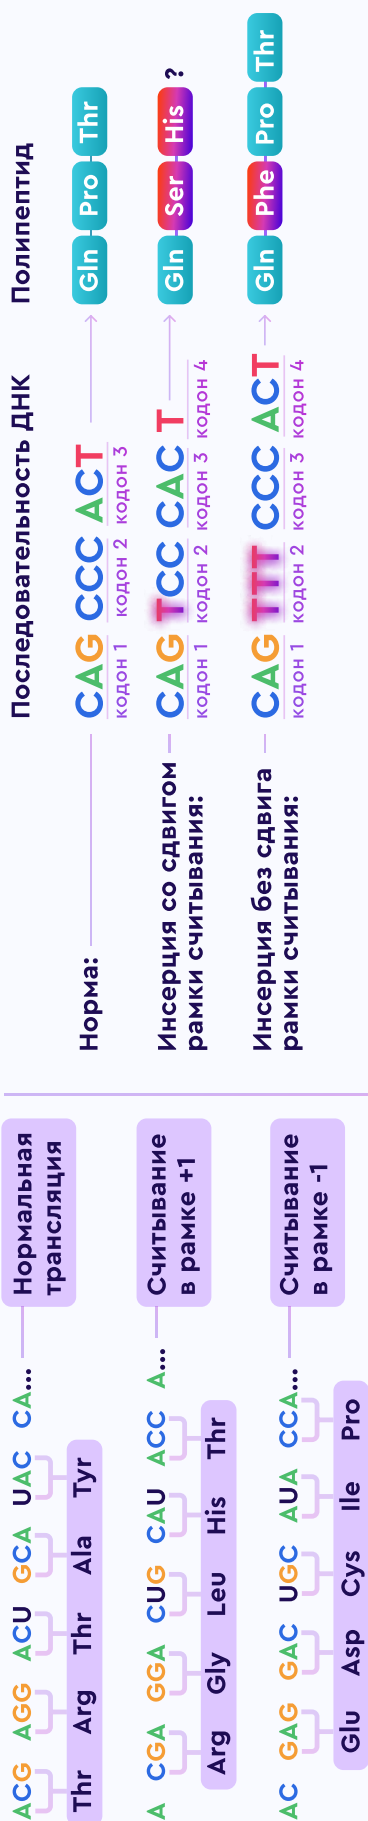 ACG AGG ACU GCA UAC CA...
Thr Arg Thr Ala Tyr
Нормальная
трансляция
A CGA GGA CUG CAU ACC A...
Arg Gly Leu His Thr
Считывание
в рамке +1
AC GAG GAC UGC AUA CCA...
Glu Asp Cys Ile Pro
Считывание
в рамке -1
Последовательность ДНК
Полипептид
Норма:
CAG CCC ACT
кодон 1 кодон 2 кодон 3
Gln Pro Thr
Инсерция со сдвигом
рамки считывания:
CAG TCC CAC T
кодон 1 кодон 2 кодон 3 кодон 4
Gln Ser His ?
Инсерция без сдвига
рамки считывания:
CAG TTT CCC ACT
кодон 1 кодон 2 кодон 3 кодон 4
Gln Phe Pro Thr